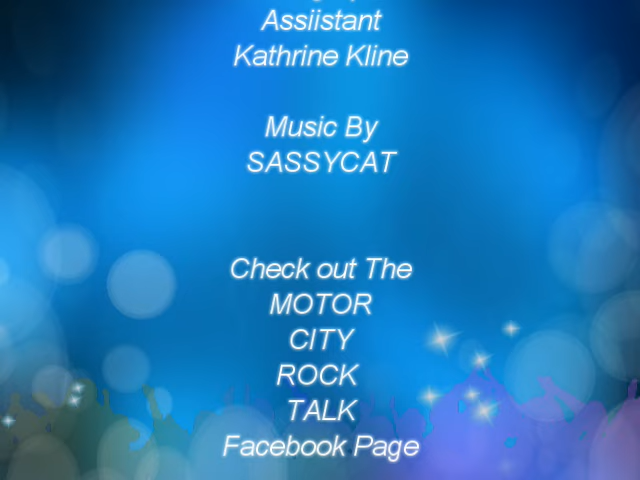 Assiistant
Kathrine Kline
Music By
SASSYCAT
Check out The
MOTOR
CITY
ROCK
TALK
Facebook Page